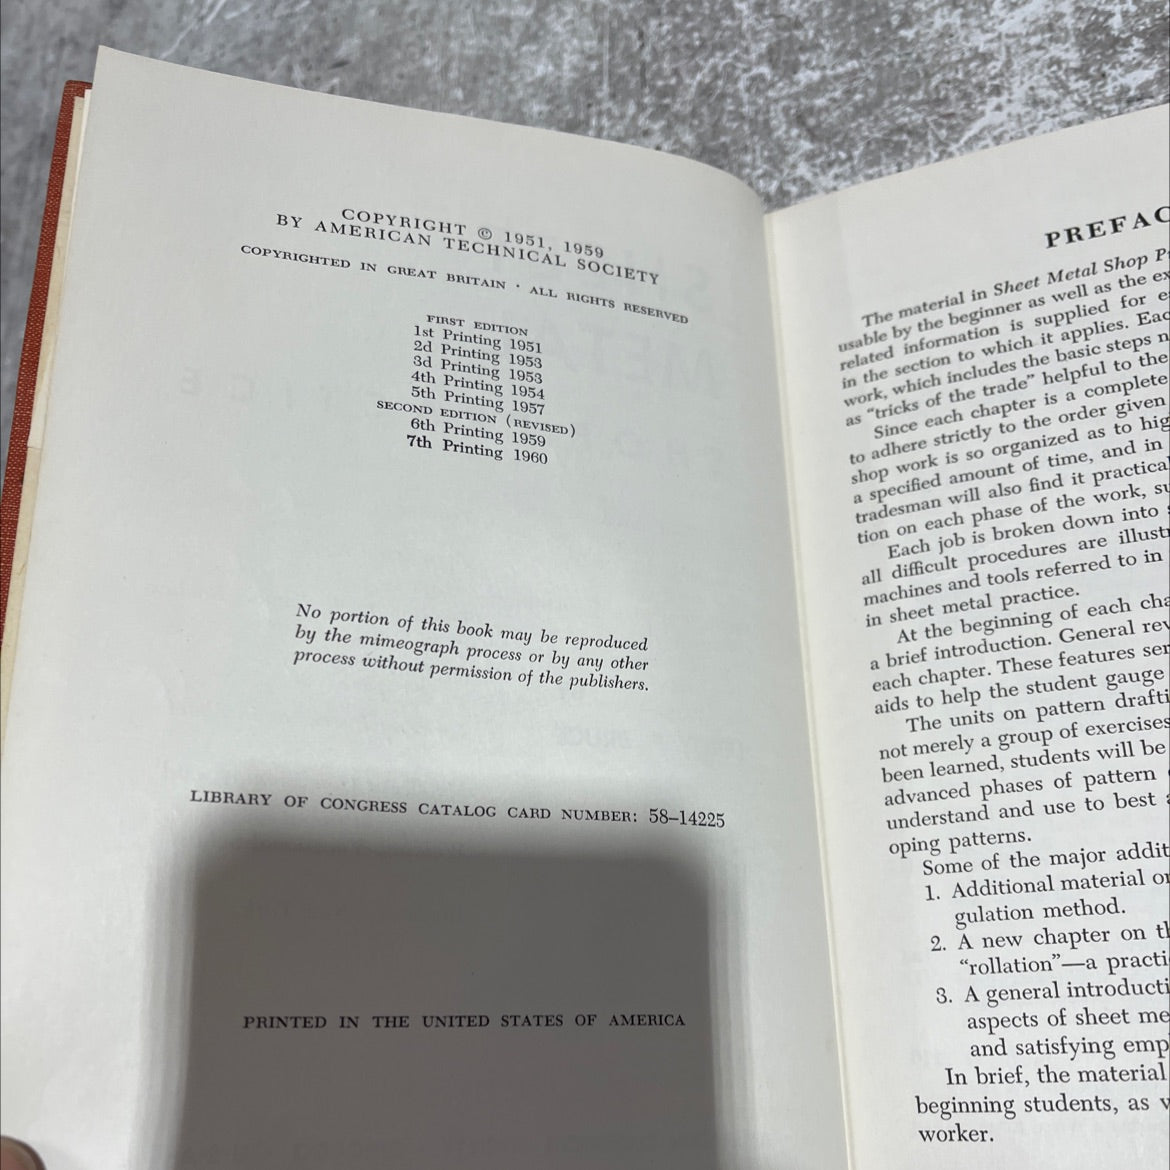 COPYRIGHT © 1951, 1959
BY AMERICAN TECHNICAL SOCIETY
COPYRIGHTED IN GREAT BRITAIN · ALL RIGHTS RESERVED
FIRST EDITION
1st Printing 1951
2d Printing 1953
3d Printing 1953
4th Printing 1954
5th Printing 1957
SECOND EDITION (REVISED)
6th Printing 1959
7th Printing 1960
No portion of this book may be reproduced
by the mimeograph process or by any other
process without permission of the publishers.
LIBRARY OF CONGRESS CATALOG CARD NUMBER: 58–14225
PRINTED IN THE UNITED STATES OF AMERICA
PREFAC
The material in Sheet Metal Shop P
usable by the beginner as well as the ex
related information is supplied for e
in the section to which it applies. Eac
work, which includes the basic steps n
as “tricks of the trade” helpful to the
Since each chapter is a complete
to adhere strictly to the order given
shop work is so organized as to hig
a specified amount of time, and in
tradesman will also find it practical
tion on each phase of the work, su
Each job is broken down into s
all difficult procedures are illustr
machines and tools referred to in
in sheet metal practice.
At the beginning of each cha
a brief introduction. General rev
each chapter. These features ser
aids to help the student gauge
The units on pattern drafti
not merely a group of exercises
been learned, students will be
advanced phases of pattern
understand and use to best a
oping patterns.
Some of the major addit
1. Additional material or
gulation method.
2. A new chapter on th
“rollation”—a practi
3. A general introducti
aspects of sheet me
and satisfying emp
In brief, the material
beginning students, as w
worker.